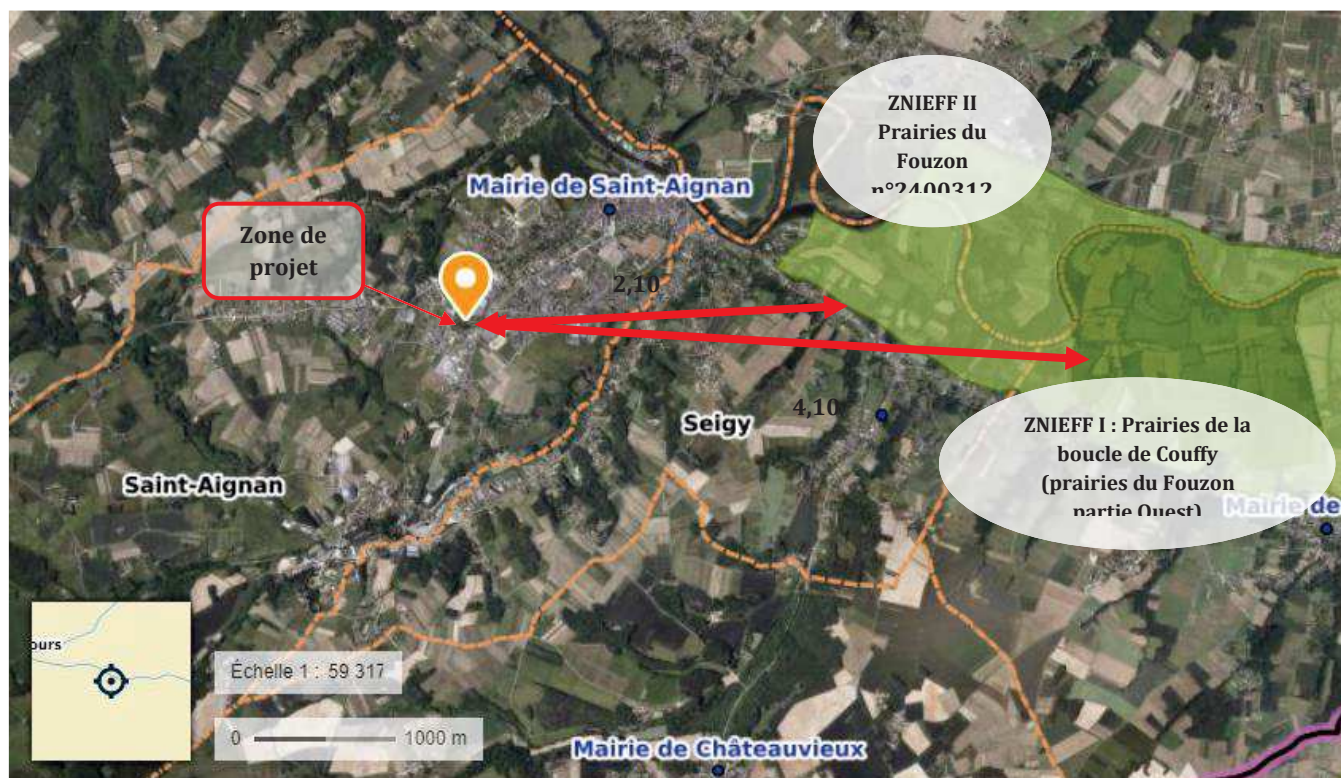 ZNIEFF II
Prairies du
Fouzon
n°2400312
Mairie de Saint-Aignan
Zone de
projet
2,10
4,10
Seigy
ZNIEFF I : Prairies de la
boucle de Couffy
(prairies du Fouzon
partie Ouest)
Mairie de
Saint-Aignan
ours
Échelle 1 : 59 317
0
1000 m
Mairie de Châteauvieux